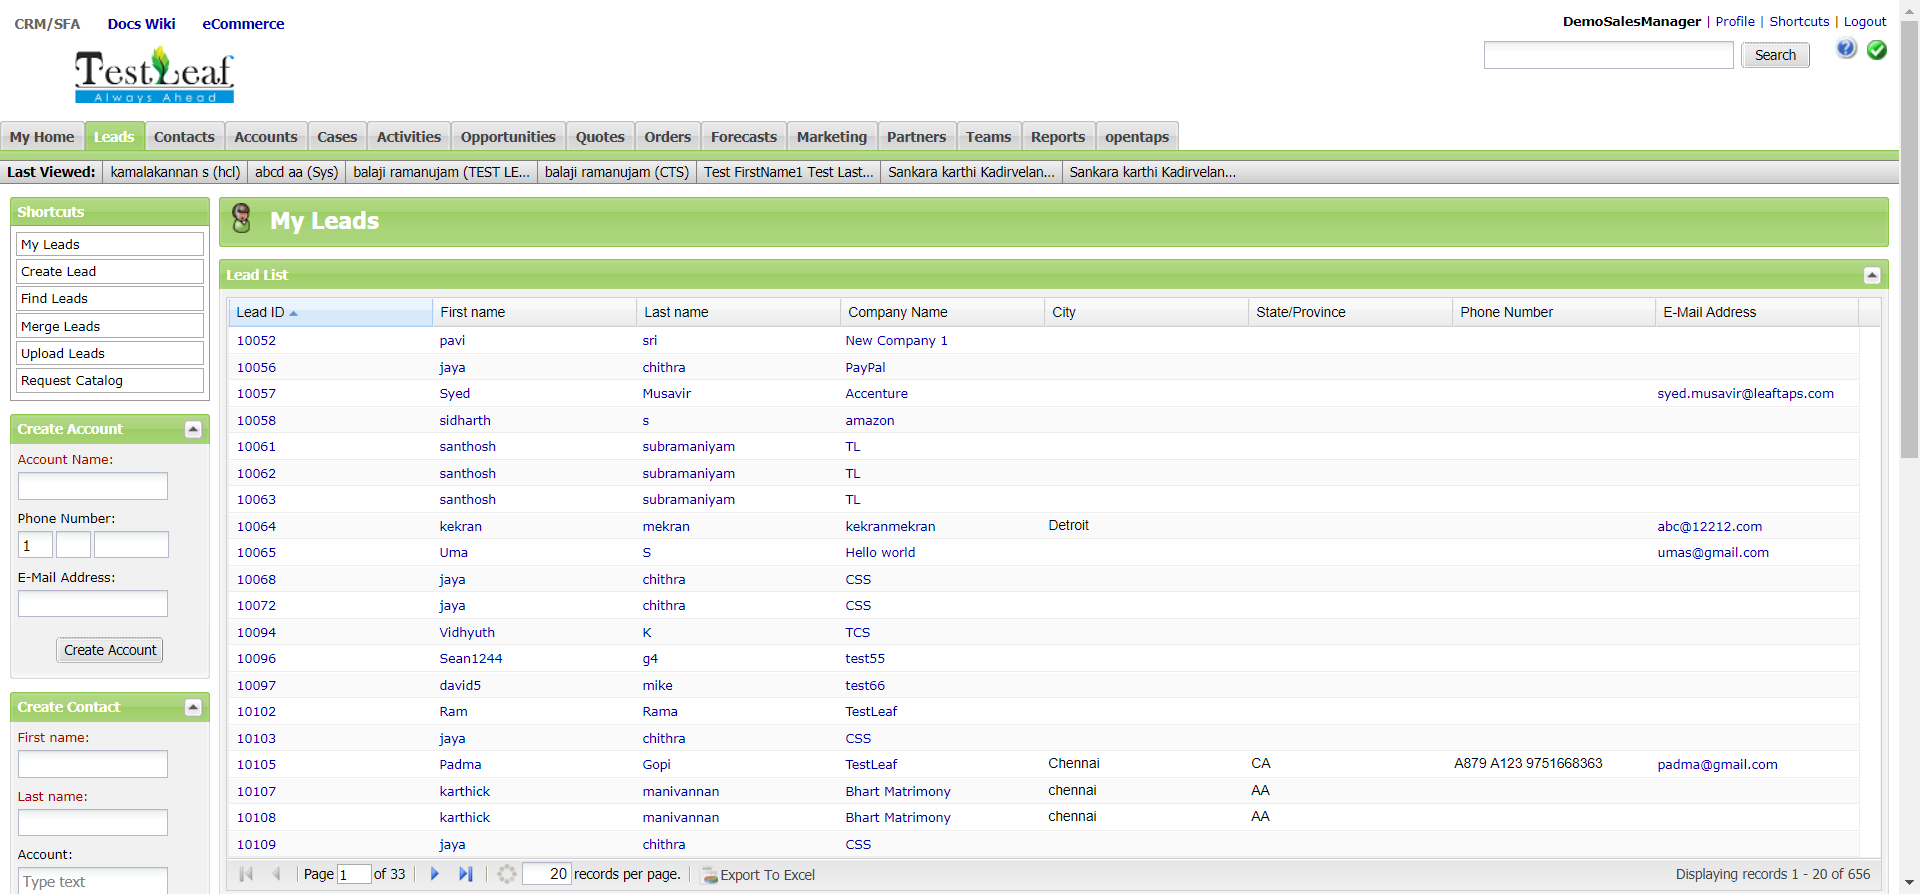 CRM/SFA Docs Wiki eCommerce
DemoSalesManager | Profile | Shortcuts | Logout
TestLeaf
Always Ahead
Search
My Home Leads Contacts Accounts Cases Activities Opportunities Quotes Orders Forecasts Marketing Partners Teams Reports opentaps
Last Viewed: kamalakannan s (hcl) abcd aa (Sys) balaji ramanujam (TEST LE... balaji ramanujam (CTS) Test FirstName1 Test Last... Sankara karthi Kadirvelan... Sankara karthi Kadirvelan...
Shortcuts
My Leads
Create Lead
Find Leads
Merge Leads
Upload Leads
Request Catalog
Create Account
Account Name:
Phone Number:
1
E-Mail Address:
Create Account
Create Contact
First name:
Last name:
Account:
Type text
My Leads
Lead List
Lead ID First name Last name Company Name City State/Province Phone Number E-Mail Address
10052 pavi sri New Company 1
10056 jaya chithra PayPal
10057 Syed Musavir Accenture syed.musavir@leaftaps.com
10058 sidharth s amazon
10061 santhosh subramaniyam TL
10062 santhosh subramaniyam TL
10063 santhosh subramaniyam TL
10064 kekran mekran kekranmekran Detroit abc@12212.com
10065 Uma S Hello world umas@gmail.com
10068 jaya chithra CSS
10072 jaya chithra CSS
10094 Vidhyuth K TCS
10096 Sean1244 g4 test55
10097 david5 mike test66
10102 Ram Rama TestLeaf
10103 jaya chithra CSS
10105 Padma Gopi TestLeaf Chennai CA A879 A123 9751668363 padma@gmail.com
10107 karthick manivannan Bhart Matrimony chennai AA
10108 karthick manivannan Bhart Matrimony chennai AA
10109 jaya chithra CSS
Page 1 of 33 20 records per page. Export To Excel Displaying records 1 - 20 of 656